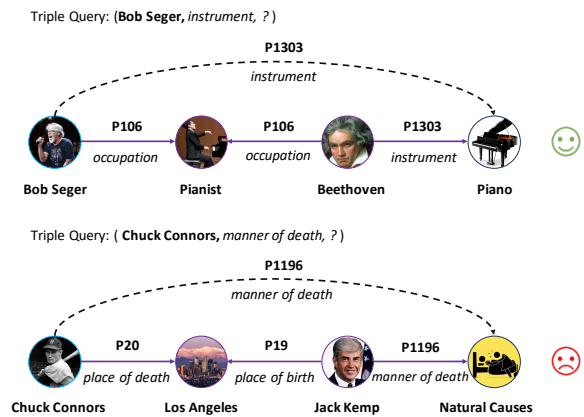 Triple Query: (Bob Seger, instrument, ? )
P1303
instrument
P106 P106 P1303
occupation occupation instrument
Bob Seger Pianist Beethoven Piano
Triple Query: ( Chuck Connors, manner of death, ? )
P1196
manner of death
P20 P19 P1196
place of death place of birth manner of death
Chuck Connors Los Angeles Jack Kemp Natural Causes